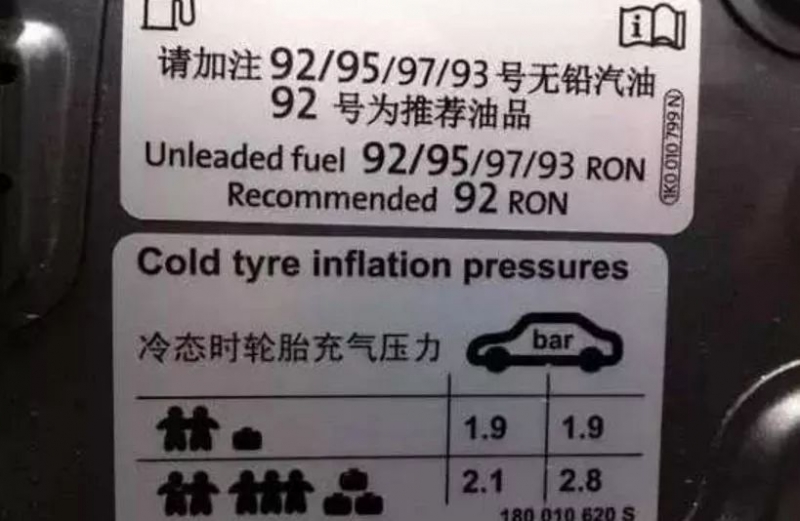 请加注 92/95/97/93 号无铅汽油
92 号为推荐油品
Unleaded fuel 92/95/97/93 RON
Recommended 92 RON
1K0 010 799 N
Cold tyre inflation pressures
冷态时轮胎充气压力
bar
1.9 1.9
2.1 2.8
180 010 620 S